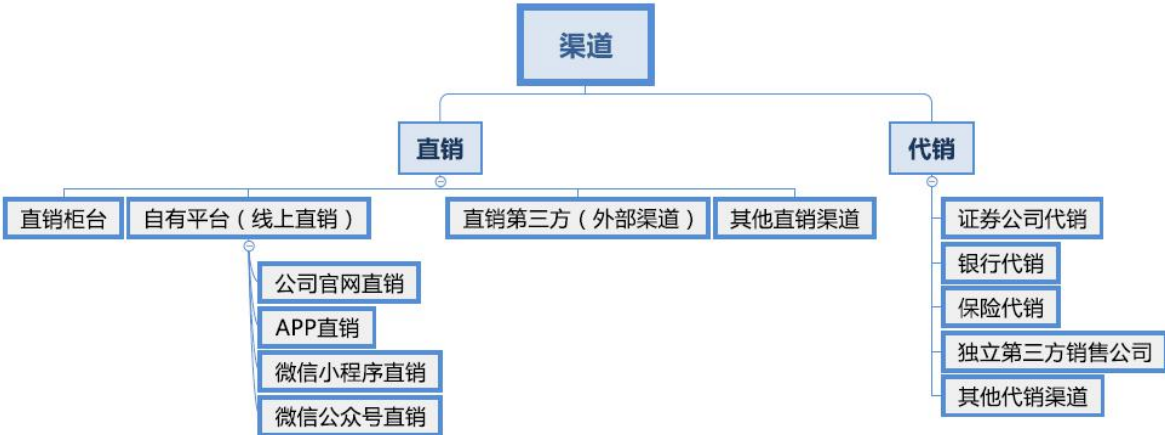 渠道
直销
代销
直销柜台
自有平台（线上直销）
直销第三方（外部渠道）
其他直销渠道
公司官网直销
APP直销
微信小程序直销
微信公众号直销
证券公司代销
银行代销
保险代销
独立第三方销售公司
其他代销渠道